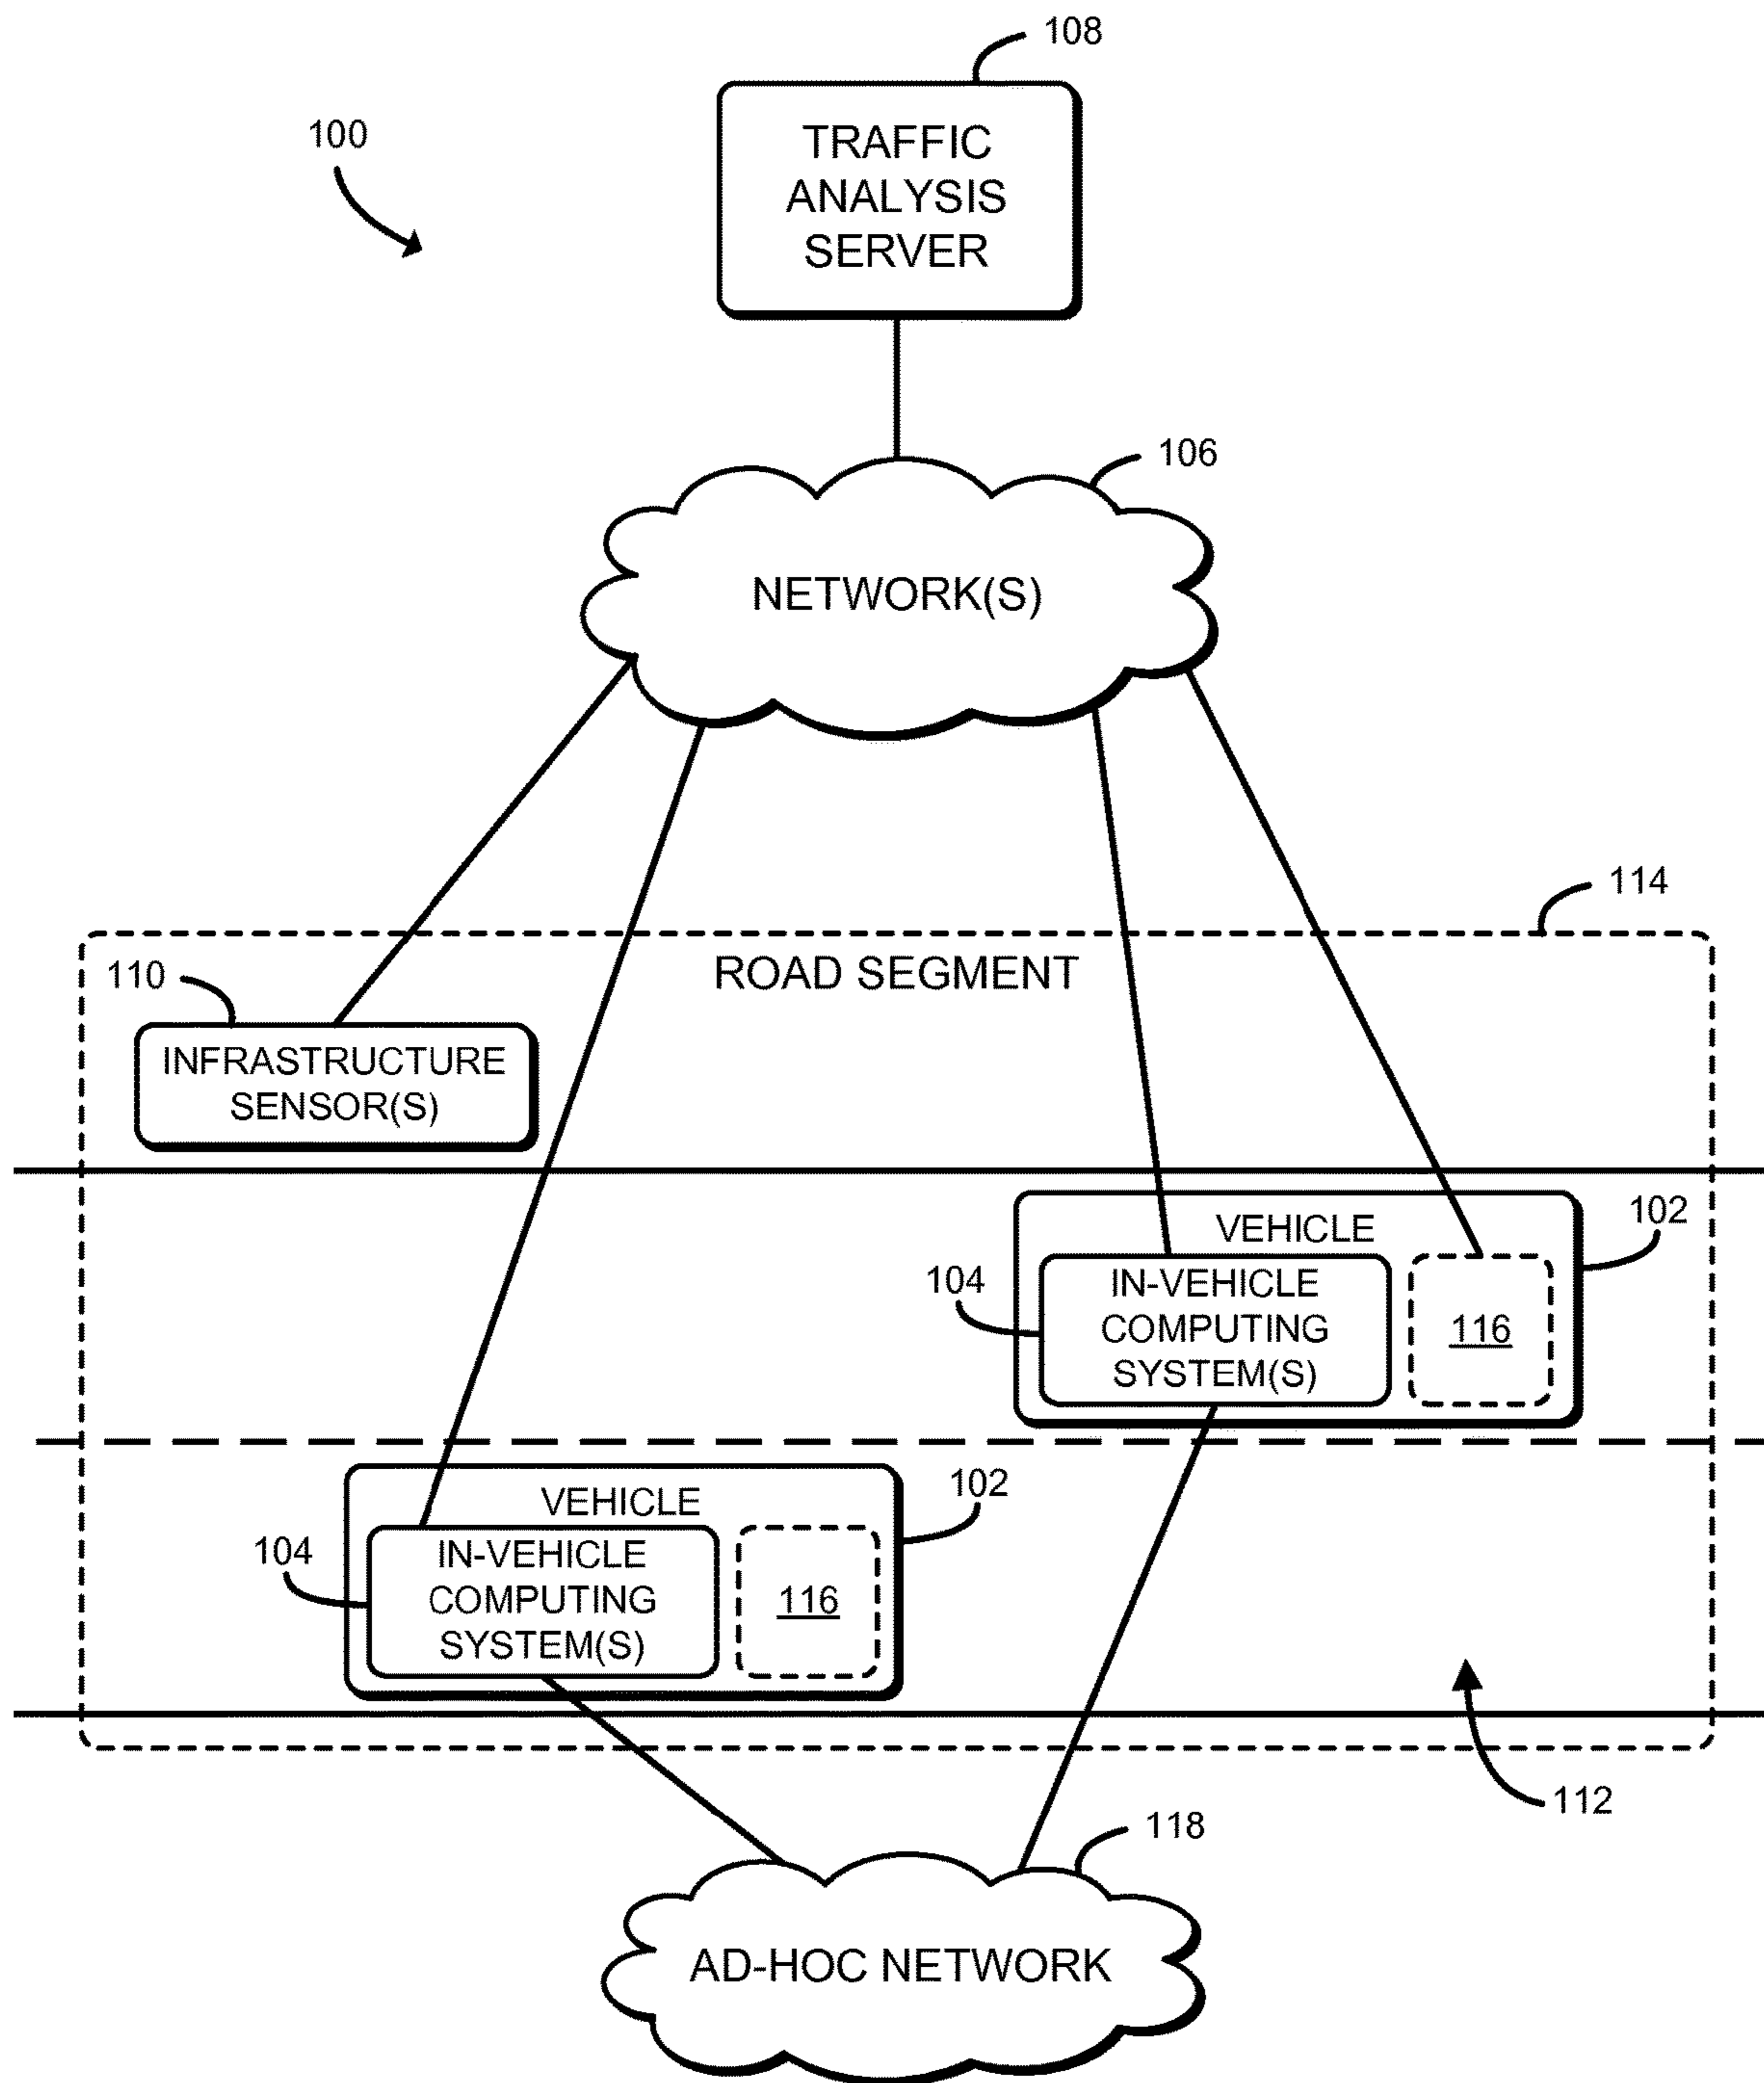 108
100
TRAFFIC
ANALYSIS
SERVER
106
NETWORK(S)
114
ROAD SEGMENT
110
INFRASTRUCTURE
SENSOR(S)
102
VEHICLE
104
IN-VEHICLE
COMPUTING
SYSTEM(S)
116
102
VEHICLE
104
IN-VEHICLE
COMPUTING
SYSTEM(S)
116
112
118
AD-HOC NETWORK